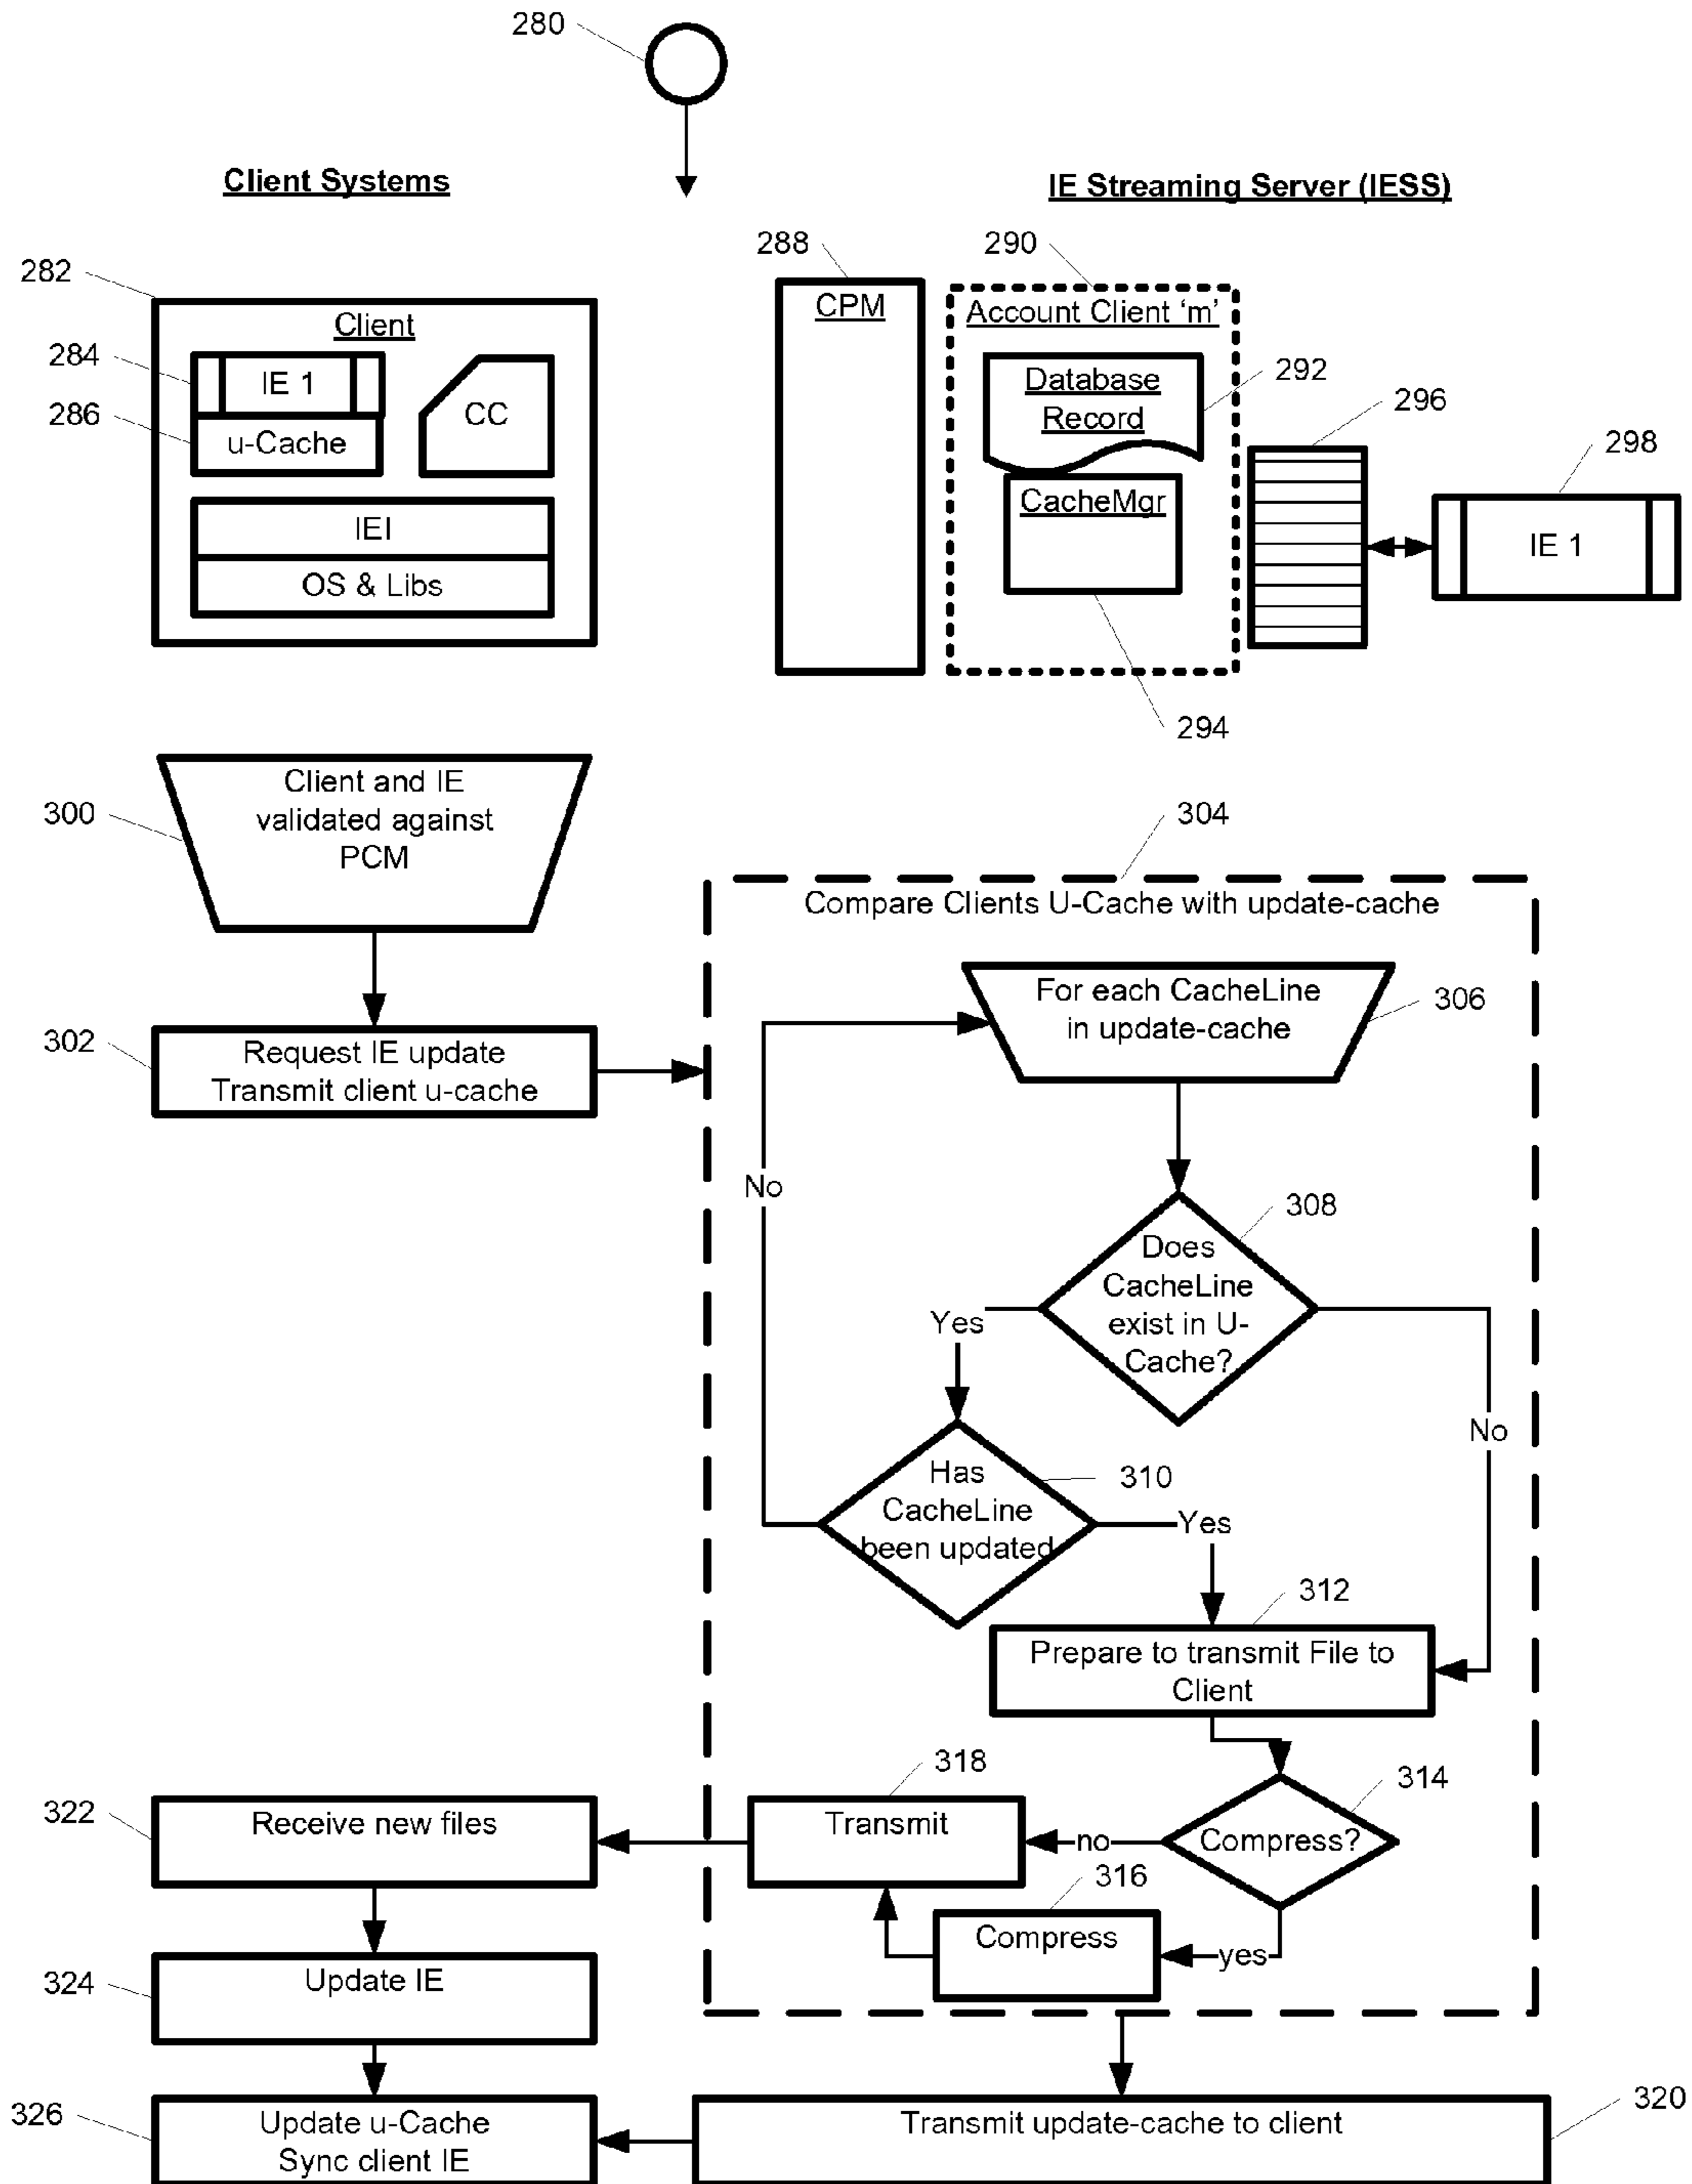 280
Client Systems
IE Streaming Server (IESS)
282
Client
284
IE 1
286
u-Cache
CC
IEI
OS & Libs
288
CPM
290
Account Client ‘m’
Database
Record
292
CacheMgr
294
296
298
IE 1
300
Client and IE
validated against
PCM
302
Request IE update
Transmit client u-cache
304
Compare Clients U-Cache with update-cache
For each CacheLine
in update-cache
306
No
308
Does
CacheLine
exist in U-
Cache?
Yes
No
Has
CacheLine
been updated
310
Yes
312
Prepare to transmit File to
Client
314
Compress?
318
Transmit
no
316
Compress
yes
322
Receive new files
324
Update IE
326
Update u-Cache
Sync client IE
Transmit update-cache to client
320